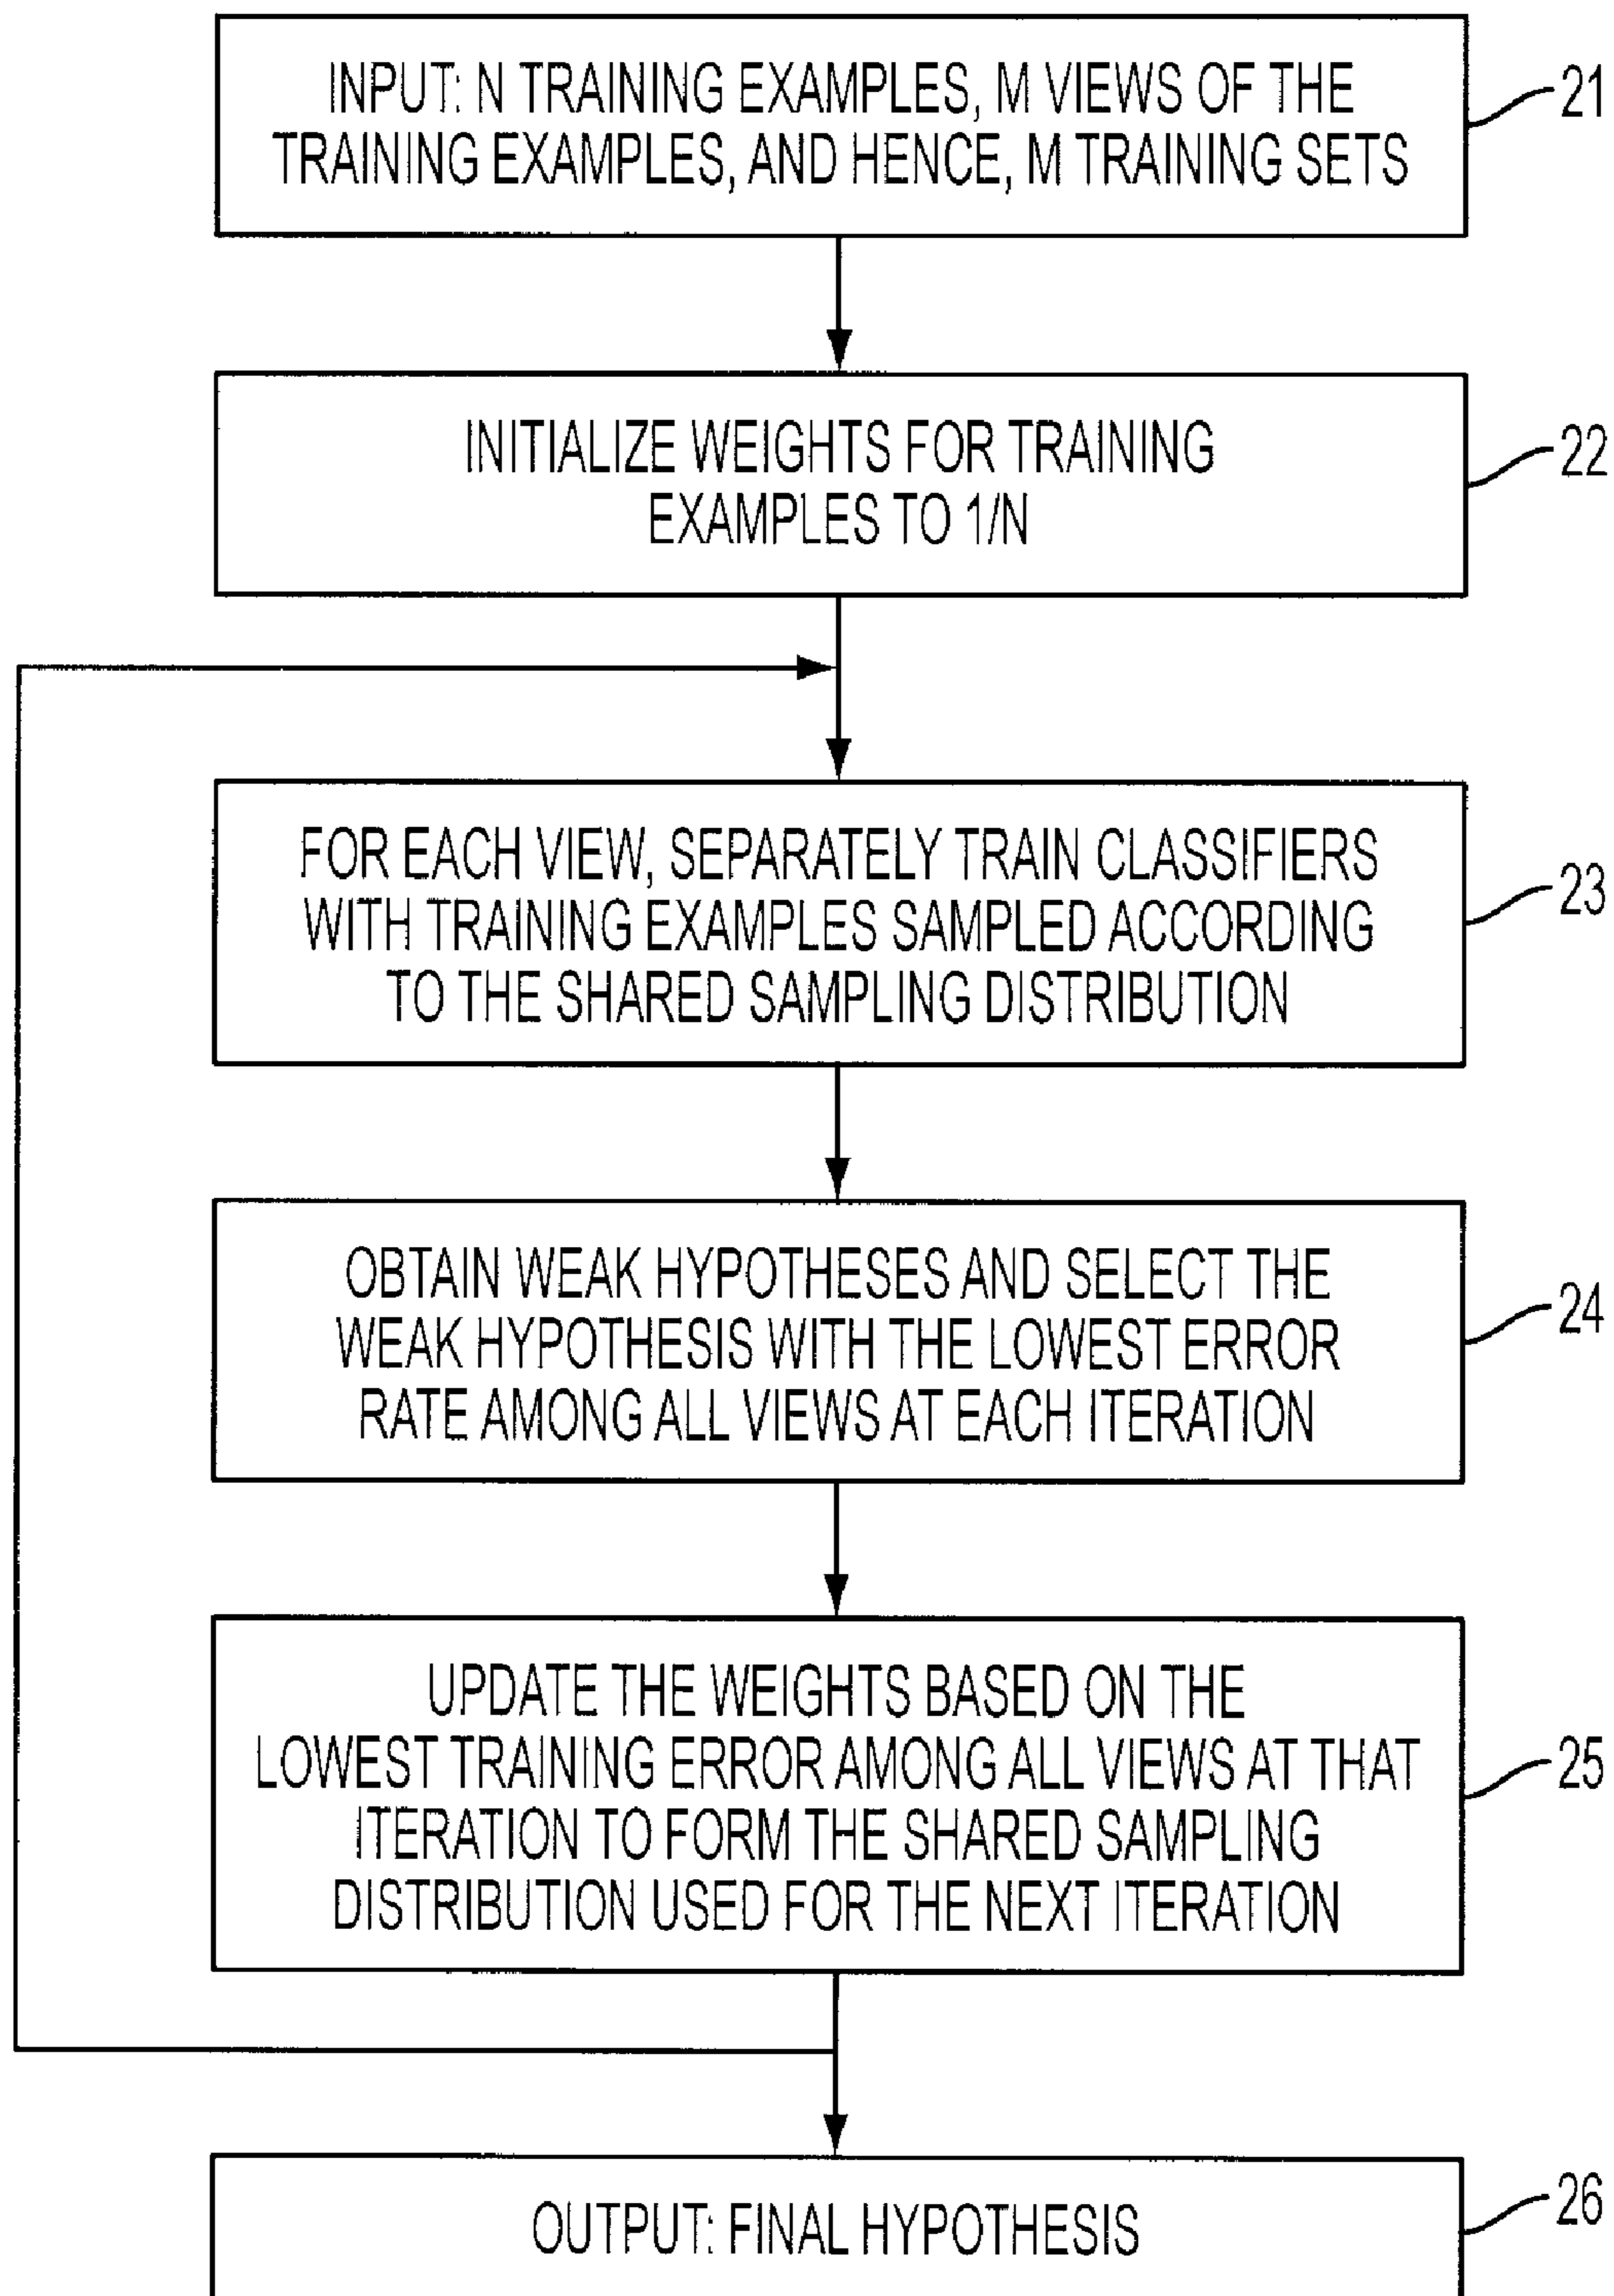 INPUT: N TRAINING EXAMPLES, M VIEWS OF THE
TRAINING EXAMPLES, AND HENCE, M TRAINING SETS
21
INITIALIZE WEIGHTS FOR TRAINING
EXAMPLES TO 1/N
22
FOR EACH VIEW, SEPARATELY TRAIN CLASSIFIERS
WITH TRAINING EXAMPLES SAMPLED ACCORDING
TO THE SHARED SAMPLING DISTRIBUTION
23
OBTAIN WEAK HYPOTHESES AND SELECT THE
WEAK HYPOTHESIS WITH THE LOWEST ERROR
RATE AMONG ALL VIEWS AT EACH ITERATION
24
UPDATE THE WEIGHTS BASED ON THE
LOWEST TRAINING ERROR AMONG ALL VIEWS AT THAT
ITERATION TO FORM THE SHARED SAMPLING
DISTRIBUTION USED FOR THE NEXT ITERATION
25
OUTPUT: FINAL HYPOTHESIS
26